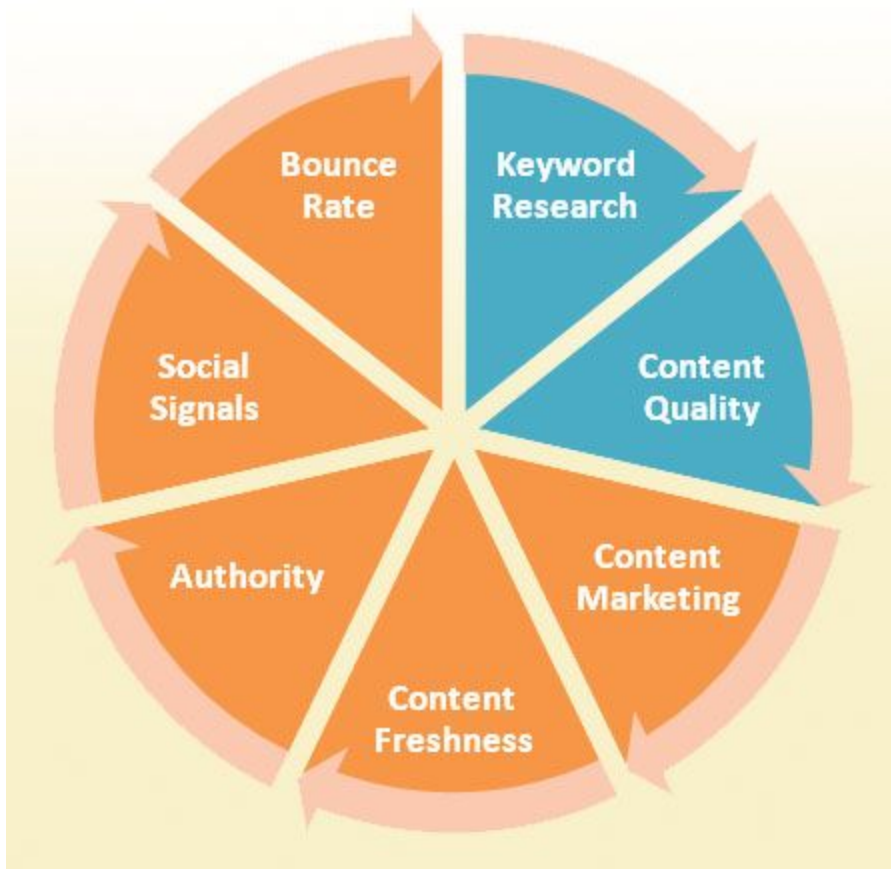 Keyword
Research
Content
Quality
Content
Marketing
Content
Freshness
Authority
Social
Signals
Bounce
Rate